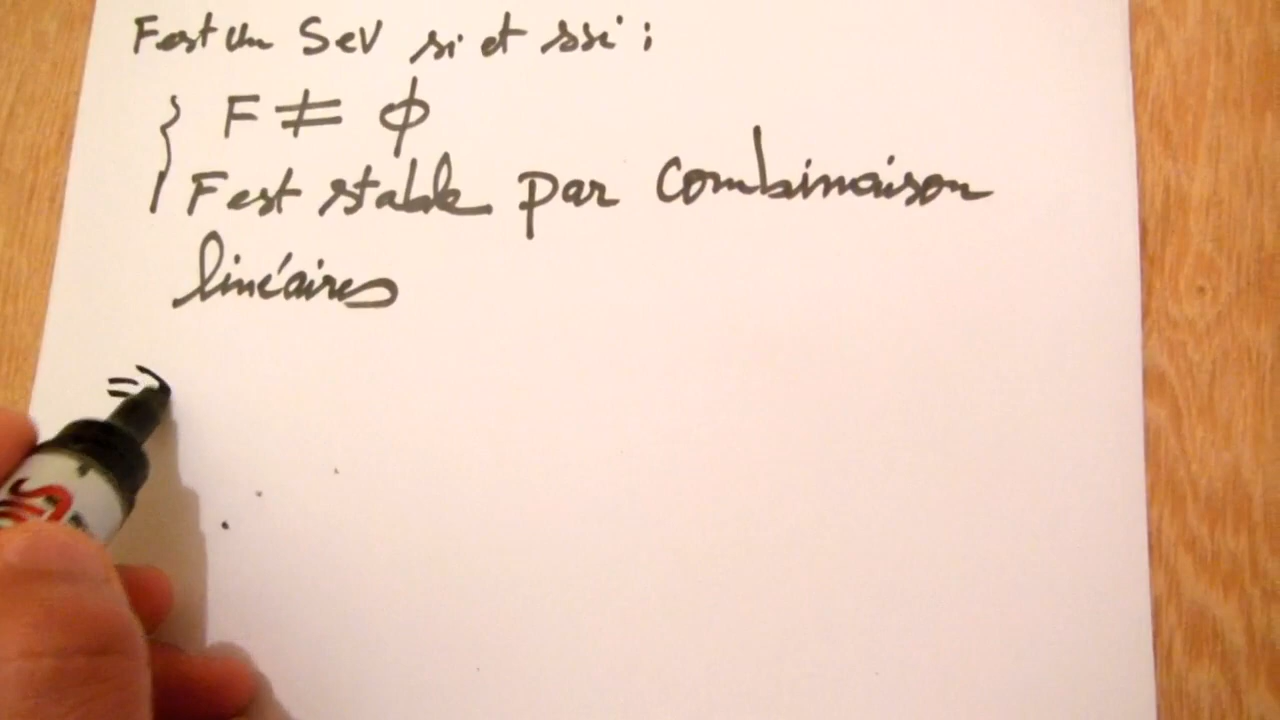 F est un SeV si et ssi :
{ F ≠ ϕ
F est stable par combinaison
linéaires
=>